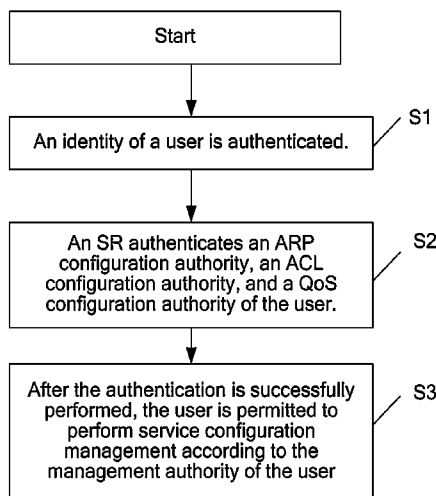 Start
An identity of a user is authenticated.
S1
An SR authenticates an ARP
configuration authority, an ACL
configuration authority, and a QoS
configuration authority of the user.
S2
After the authentication is successfully
performed, the user is permitted to
perform service configuration
management according to the
management authority of the user
S3